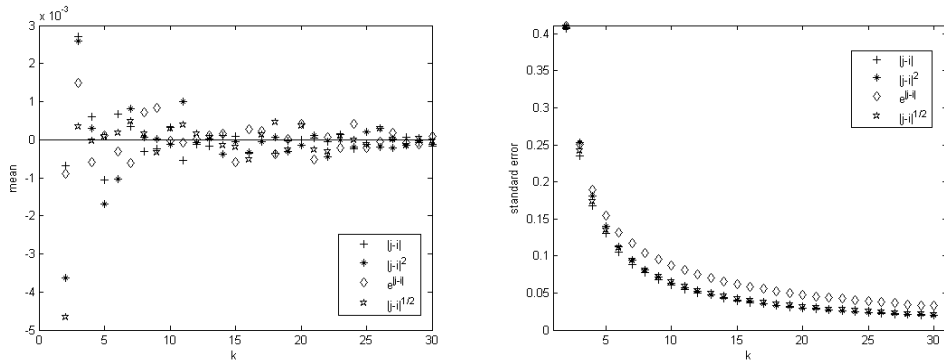 x 10⁻³
3
2
1
0
-1
-2
-3
-4
-5
mean
0 5 10 15 20 25 30
k
|j-i|
|j-i|²
e^|j-i|
|j-i|^1/2
0.4
0.35
0.3
0.25
0.2
0.15
0.1
0.05
0
standard error
5 10 15 20 25 30
k
|j-i|
|j-i|²
e^|j-i|
|j-i|^1/2